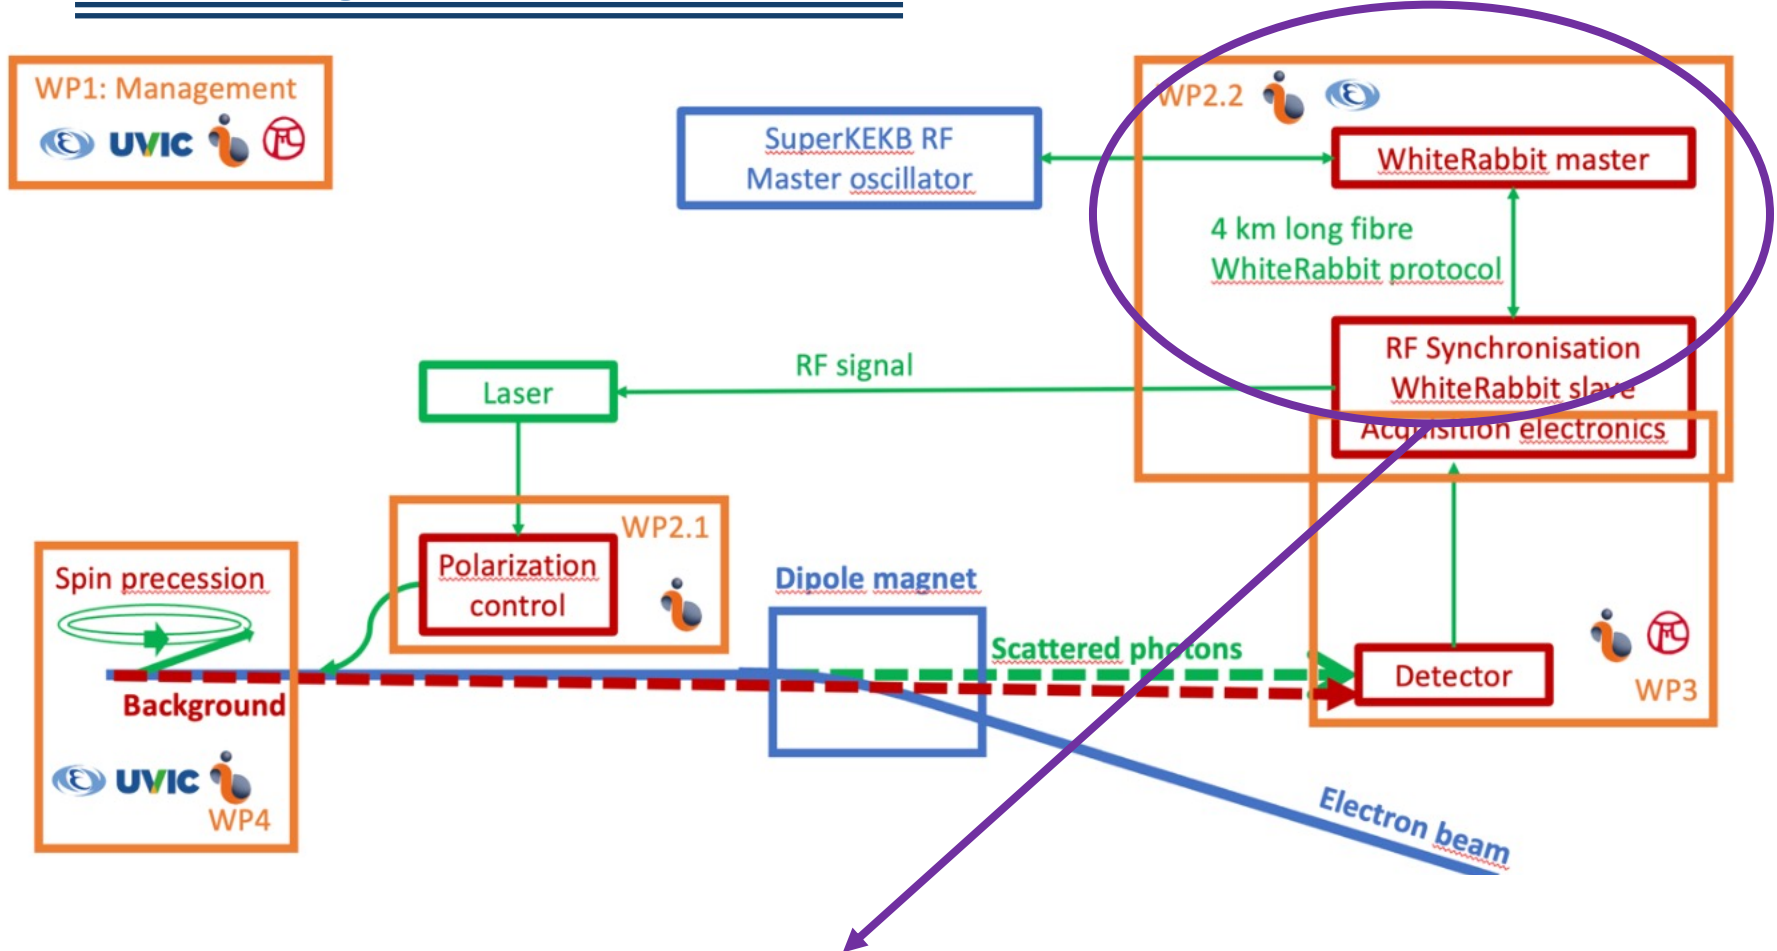 WP1: Management
UVIC
SuperKEKB RF
Master oscillator
WP2.2
WhiteRabbit master
4 km long fibre
WhiteRabbit protocol
RF Synchronisation
WhiteRabbit slave
Acquisition electronics
RF signal
Laser
WP2.1
Polarization
control
Spin precession
Background
UVIC
WP4
Dipole magnet
Scattered photons
Detector
WP3
Electron beam